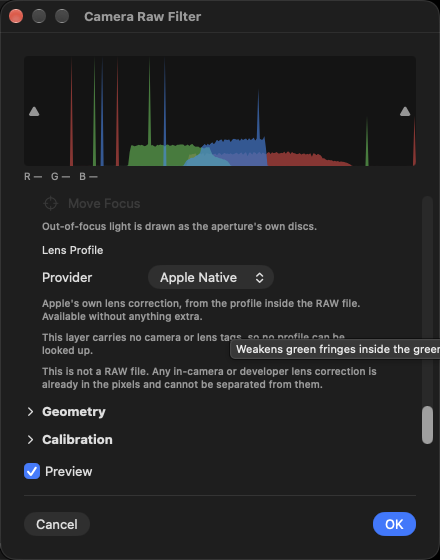 Camera Raw Filter
R — G — B —
Move Focus
Out-of-focus light is drawn as the aperture's own discs.
Lens Profile
Provider
Apple Native
Apple's own lens correction, from the profile inside the RAW file.
Available without anything extra.
This layer carries no camera or lens tags, so no profile can be
looked up.
Weakens green fringes inside the green
This is not a RAW file. Any in-camera or developer lens correction is
already in the pixels and cannot be separated from them.
Geometry
Calibration
Preview
Cancel
OK